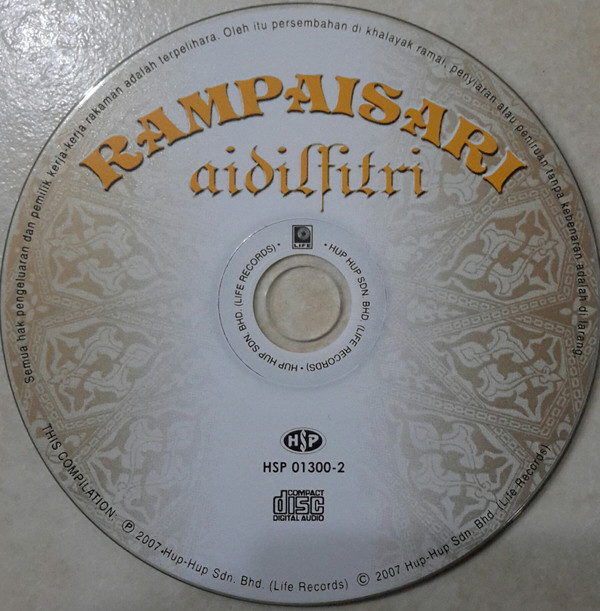 Semua hak pengeluaran dan pemilik kerja-kerja rakaman adalah terpelihara. Oleh itu persembahan di khalayak ramai, penyiaran atau peniruan tanpa kebenaran adalah di larang
RAMPAISARI
aidilfitri
LIFE
• HUP HUP SDN. BHD (LIFE RECORDS) • HUP HUP SDN. BHD. (LIFE RECORDS) •
HSP
HSP 01300-2
COMPACT
disc
DIGITAL AUDIO
THIS COMPILATION: Ⓟ 2007 Hup-Hup Sdn. Bhd. (Life Records) © 2007 Hup-Hup Sdn. Bhd. (Life Records)